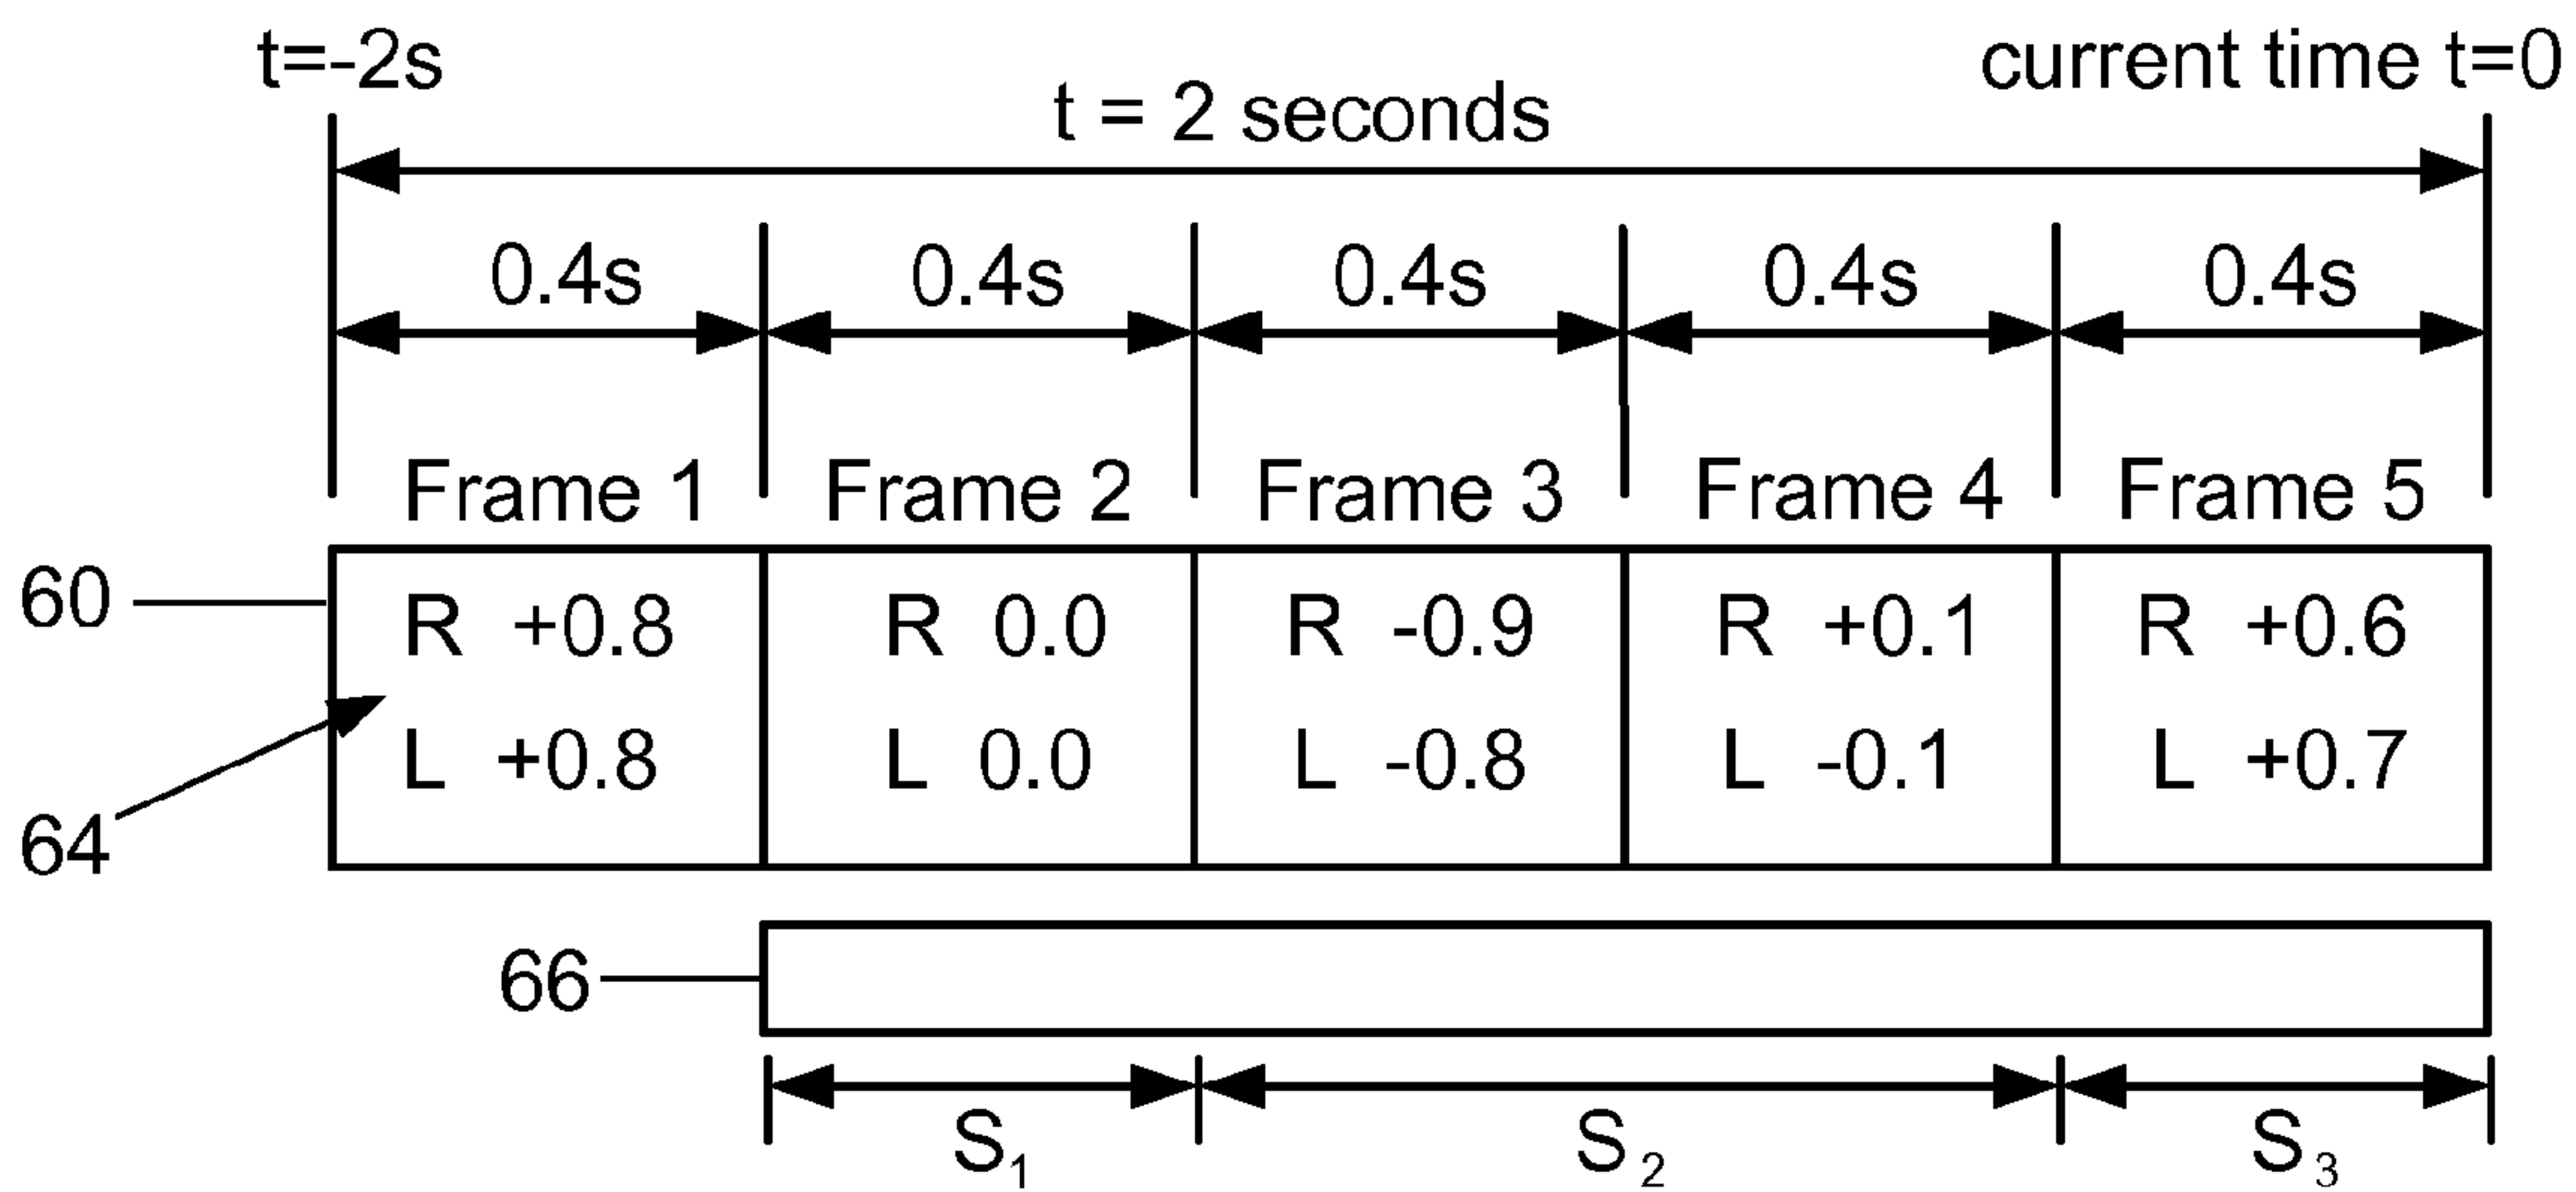 t=-2s current time t=0
t = 2 seconds
0.4s 0.4s 0.4s 0.4s 0.4s
Frame 1 Frame 2 Frame 3 Frame 4 Frame 5
60 R +0.8 R 0.0 R -0.9 R +0.1 R +0.6
L +0.8 L 0.0 L -0.8 L -0.1 L +0.7
64
66
S1 S2 S3